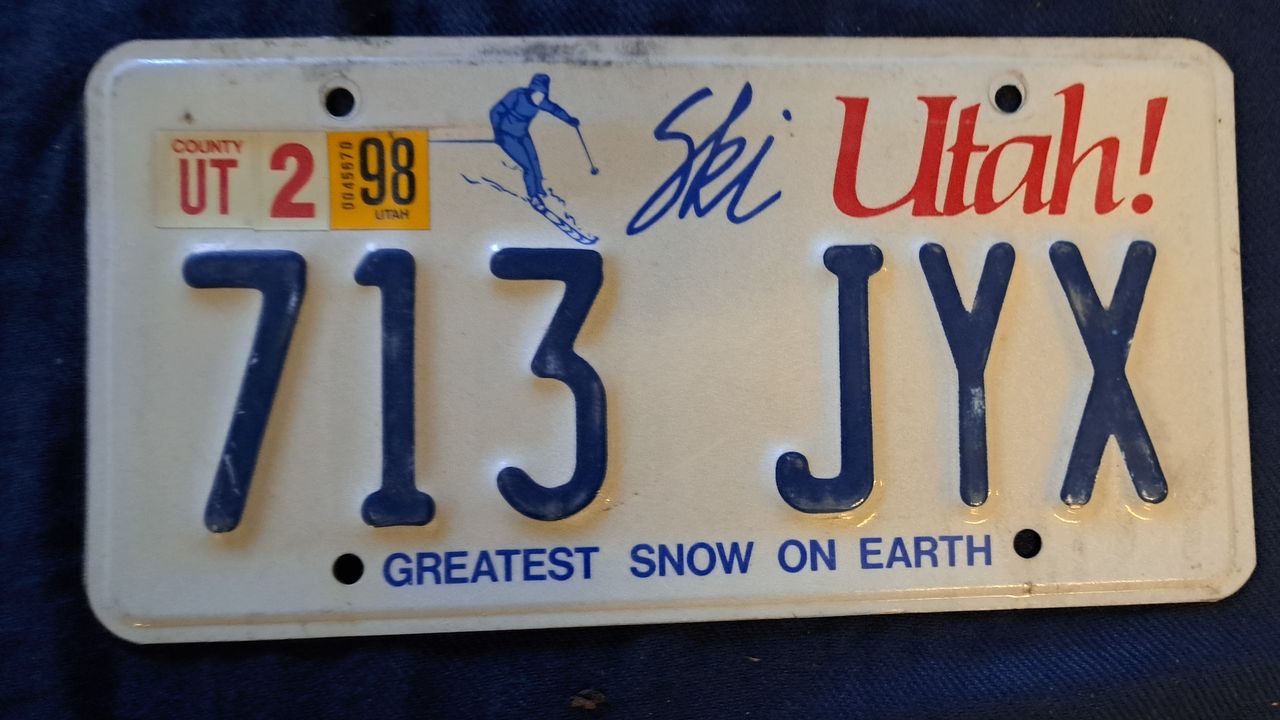 COUNTY
UT 2 0045670 98
UTAH
Ski Utah!
713 JYX
GREATEST SNOW ON EARTH